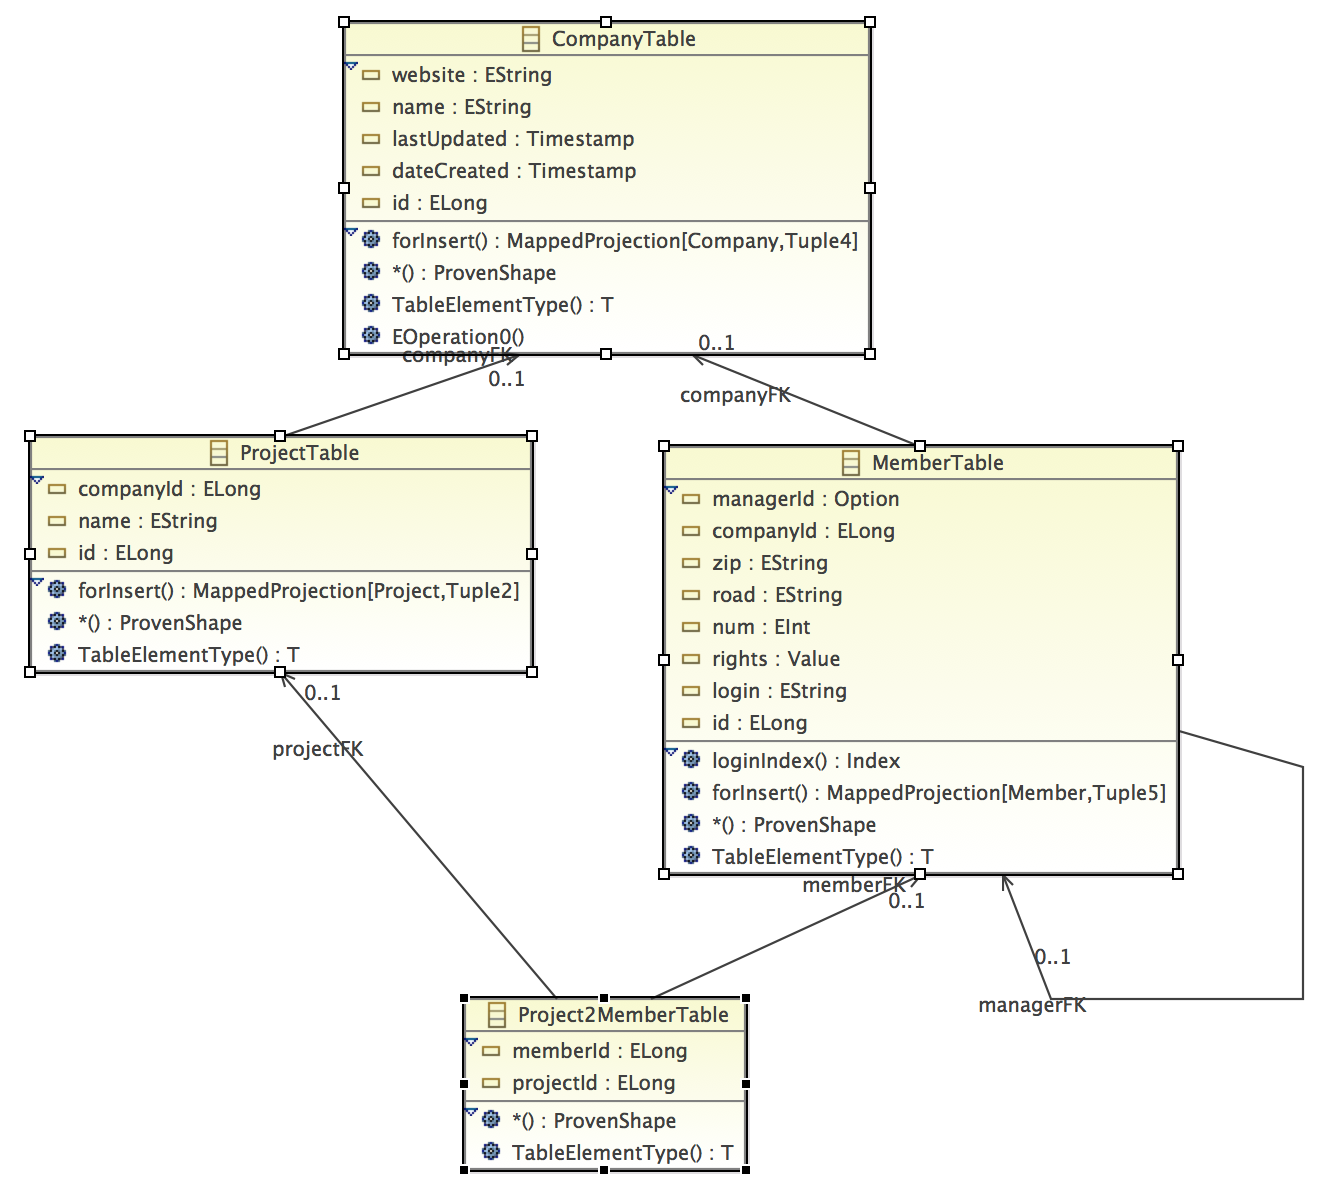 CompanyTable
website : EString
name : EString
lastUpdated : Timestamp
dateCreated : Timestamp
id : ELong
forInsert() : MappedProjection[Company,Tuple4]
*() : ProvenShape
TableElementType() : T
EOperation0()
companyFK
0..1
0..1
companyFK
ProjectTable
companyId : ELong
name : EString
id : ELong
forInsert() : MappedProjection[Project,Tuple2]
*() : ProvenShape
TableElementType() : T
MemberTable
managerId : Option
companyId : ELong
zip : EString
road : EString
num : EInt
rights : Value
login : EString
id : ELong
loginIndex() : Index
forInsert() : MappedProjection[Member,Tuple5]
*() : ProvenShape
TableElementType() : T
0..1
projectFK
memberFK
0..1
0..1
managerFK
Project2MemberTable
memberId : ELong
projectId : ELong
*() : ProvenShape
TableElementType() : T